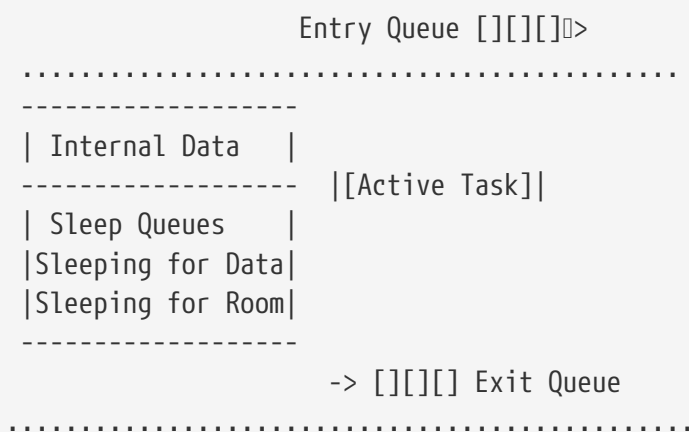 Entry Queue [][][]▯>
.............................................
-------------------
| Internal Data   |
-------------------  |[Active Task]|
| Sleep Queues    |
|Sleeping for Data|
|Sleeping for Room|
-------------------
-> [][][] Exit Queue
...............................................